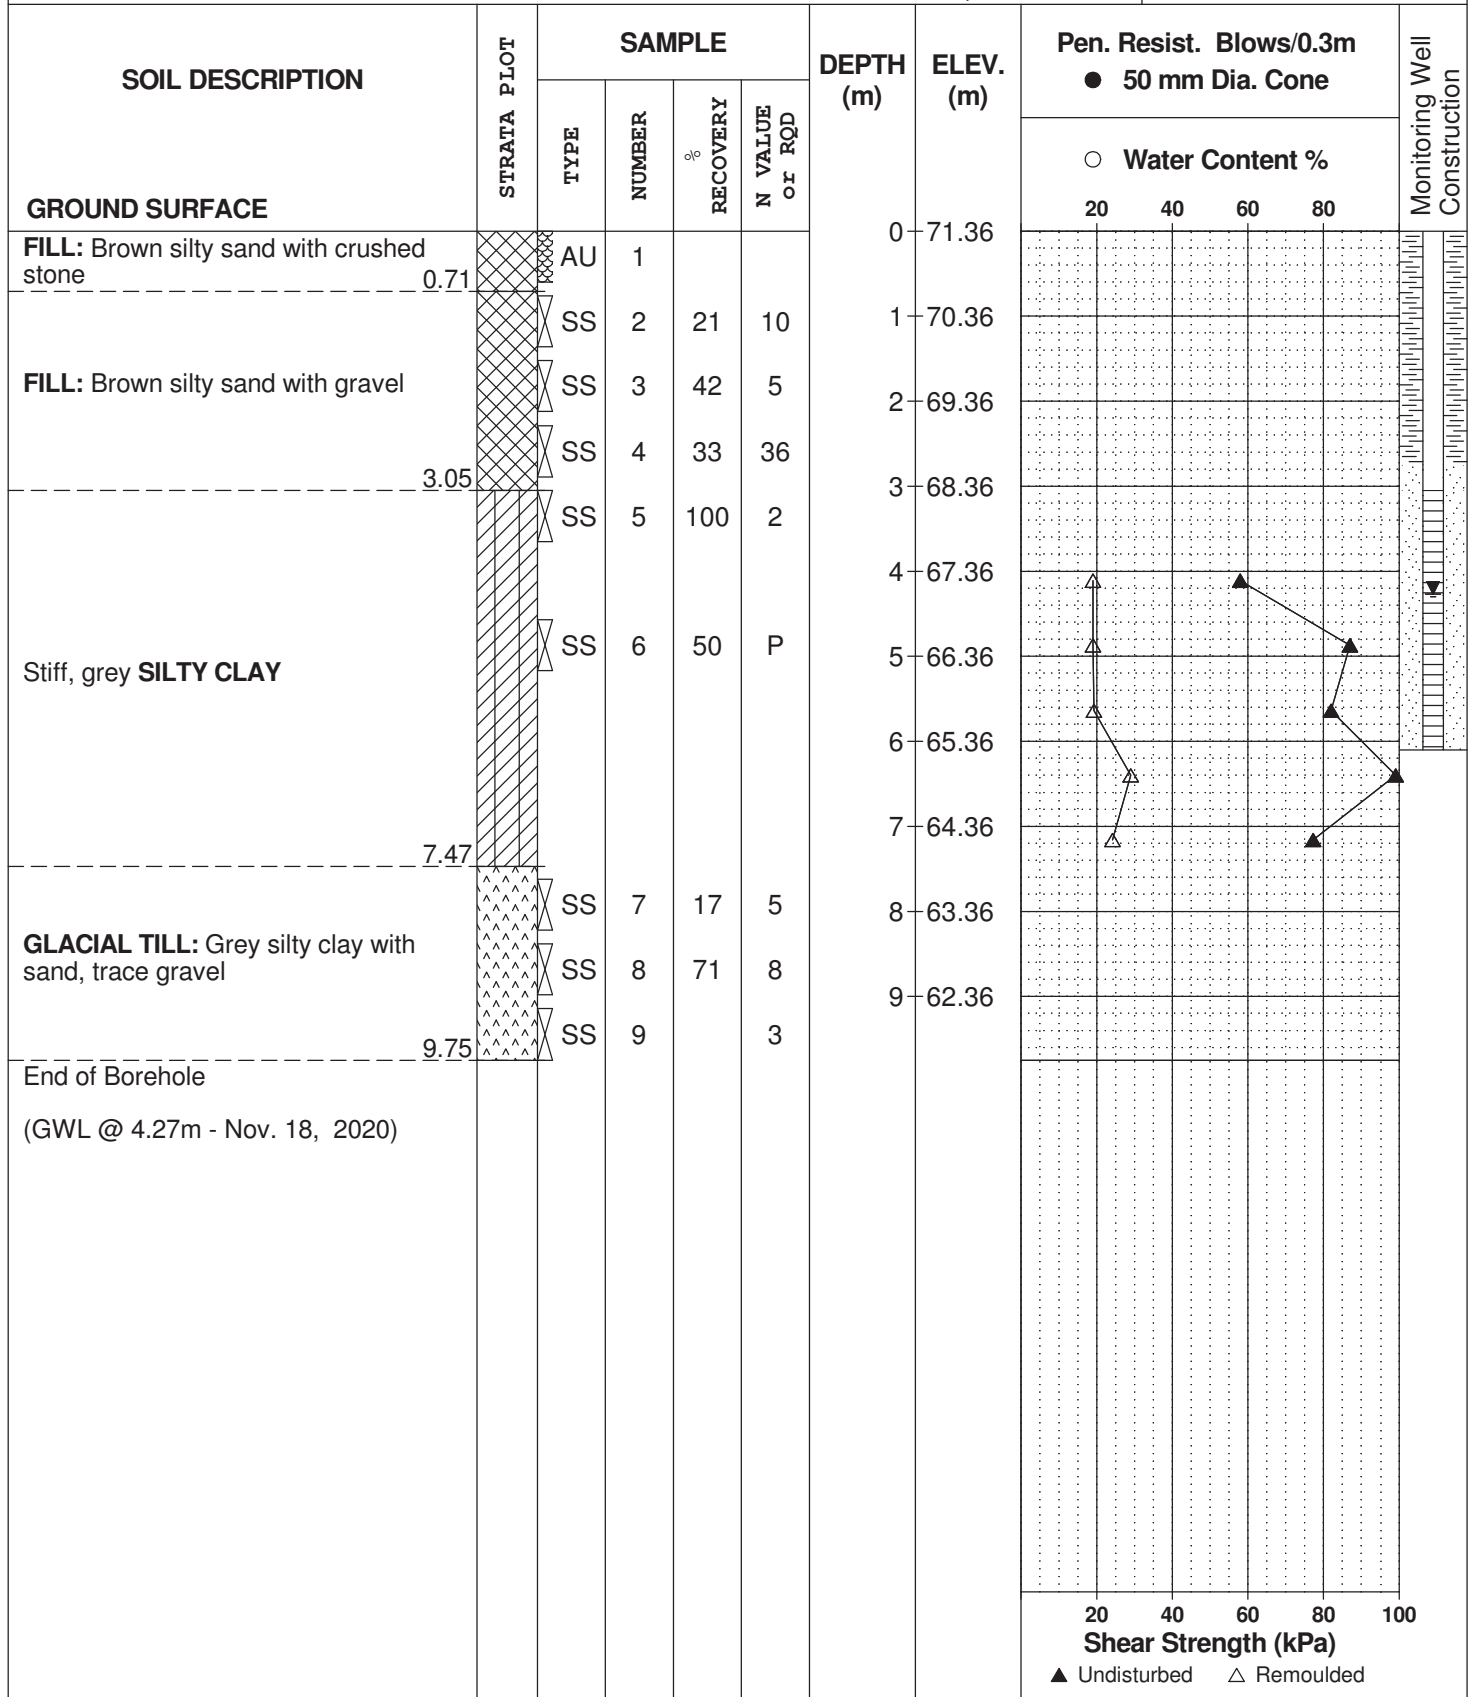 SOIL DESCRIPTION
GROUND SURFACE
STRATA PLOT
SAMPLE
TYPE
NUMBER
%
RECOVERY
N VALUE
or RQD
DEPTH
(m)
ELEV.
(m)
Pen. Resist. Blows/0.3m
● 50 mm Dia. Cone
○ Water Content %
20 40 60 80
Monitoring Well
Construction
0 71.36
FILL: Brown silty sand with crushed
stone
0.71
AU 1
SS 2 21 10
1 70.36
FILL: Brown silty sand with gravel
SS 3 42 5
2 69.36
SS 4 33 36
3.05
3 68.36
SS 5 100 2
4 67.36
SS 6 50 P
5 66.36
Stiff, grey SILTY CLAY
6 65.36
7 64.36
7.47
SS 7 17 5
8 63.36
GLACIAL TILL: Grey silty clay with
sand, trace gravel
SS 8 71 8
9 62.36
SS 9 3
9.75
End of Borehole
(GWL @ 4.27m - Nov. 18, 2020)
20 40 60 80 100
Shear Strength (kPa)
▲ Undisturbed △ Remoulded